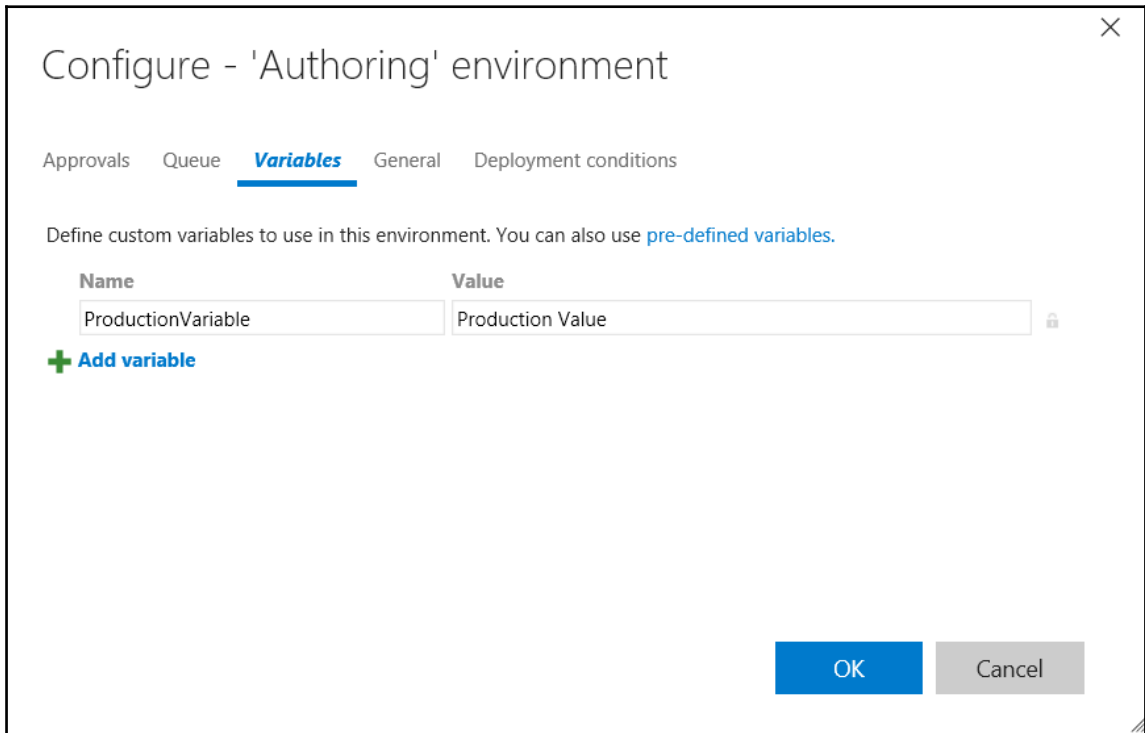 Configure - 'Authoring' environment
Approvals Queue Variables General Deployment conditions
Define custom variables to use in this environment. You can also use pre-defined variables.
Name Value
ProductionVariable Production Value
Add variable
OK Cancel